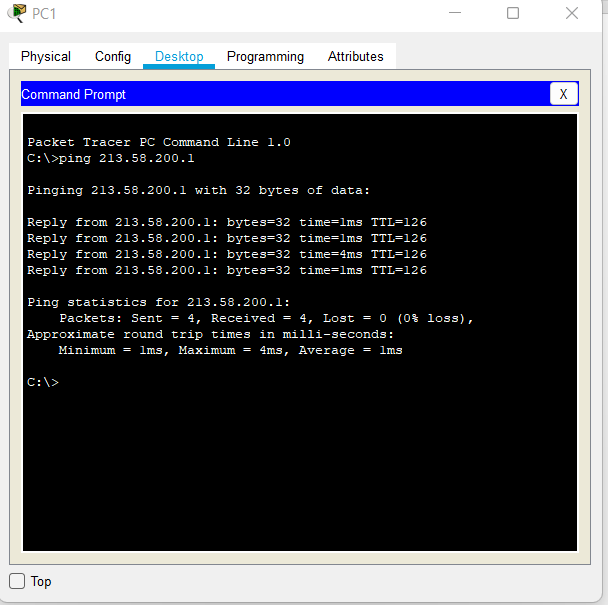 PC1
Physical Config Desktop Programming Attributes
Command Prompt X
Packet Tracer PC Command Line 1.0
C:\>ping 213.58.200.1
Pinging 213.58.200.1 with 32 bytes of data:
Reply from 213.58.200.1: bytes=32 time=1ms TTL=126
Reply from 213.58.200.1: bytes=32 time=1ms TTL=126
Reply from 213.58.200.1: bytes=32 time=4ms TTL=126
Reply from 213.58.200.1: bytes=32 time=1ms TTL=126
Ping statistics for 213.58.200.1:
Packets: Sent = 4, Received = 4, Lost = 0 (0% loss),
Approximate round trip times in milli-seconds:
Minimum = 1ms, Maximum = 4ms, Average = 1ms
C:\>
Top